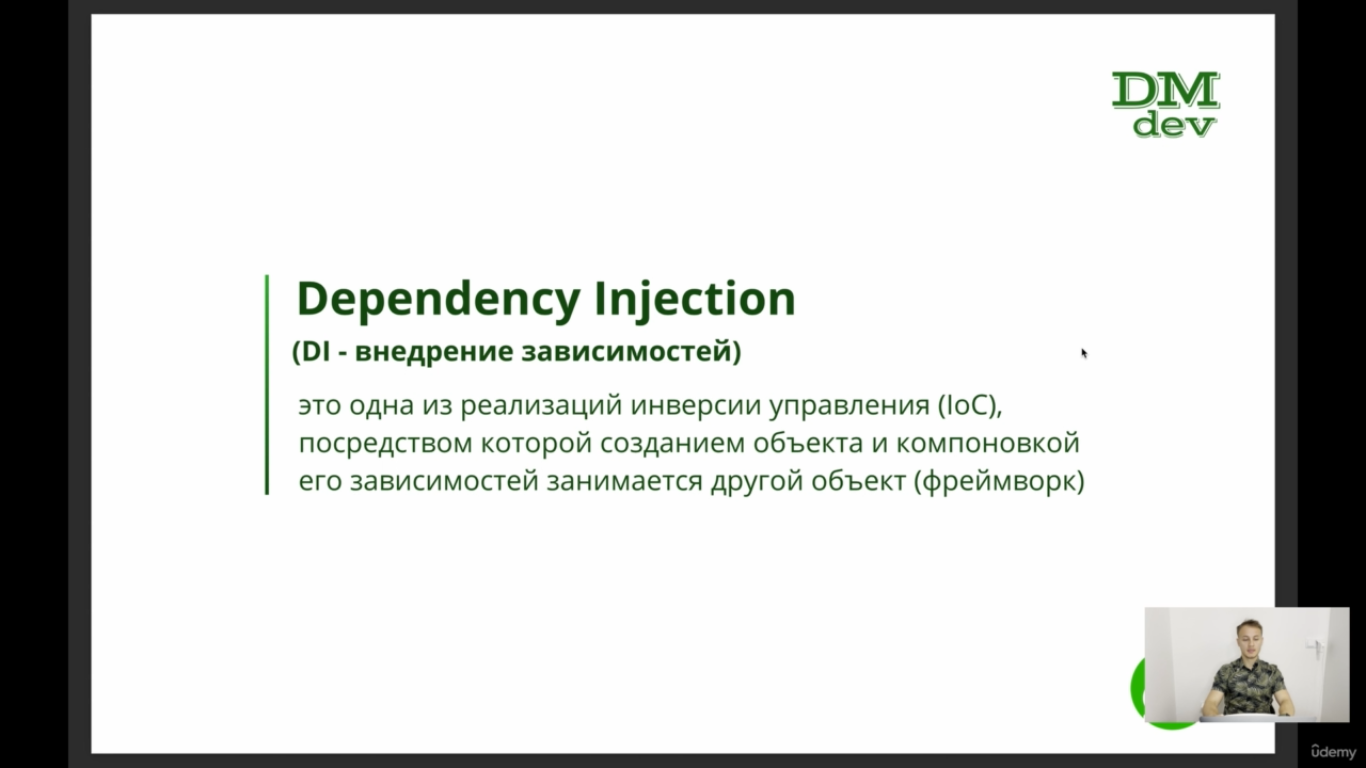 DM
dev
Dependency Injection
(DI - внедрение зависимостей)
это одна из реализаций инверсии управления (IoC),
посредством которой созданием объекта и компоновкой
его зависимостей занимается другой объект (фреймворк)
ûdemy